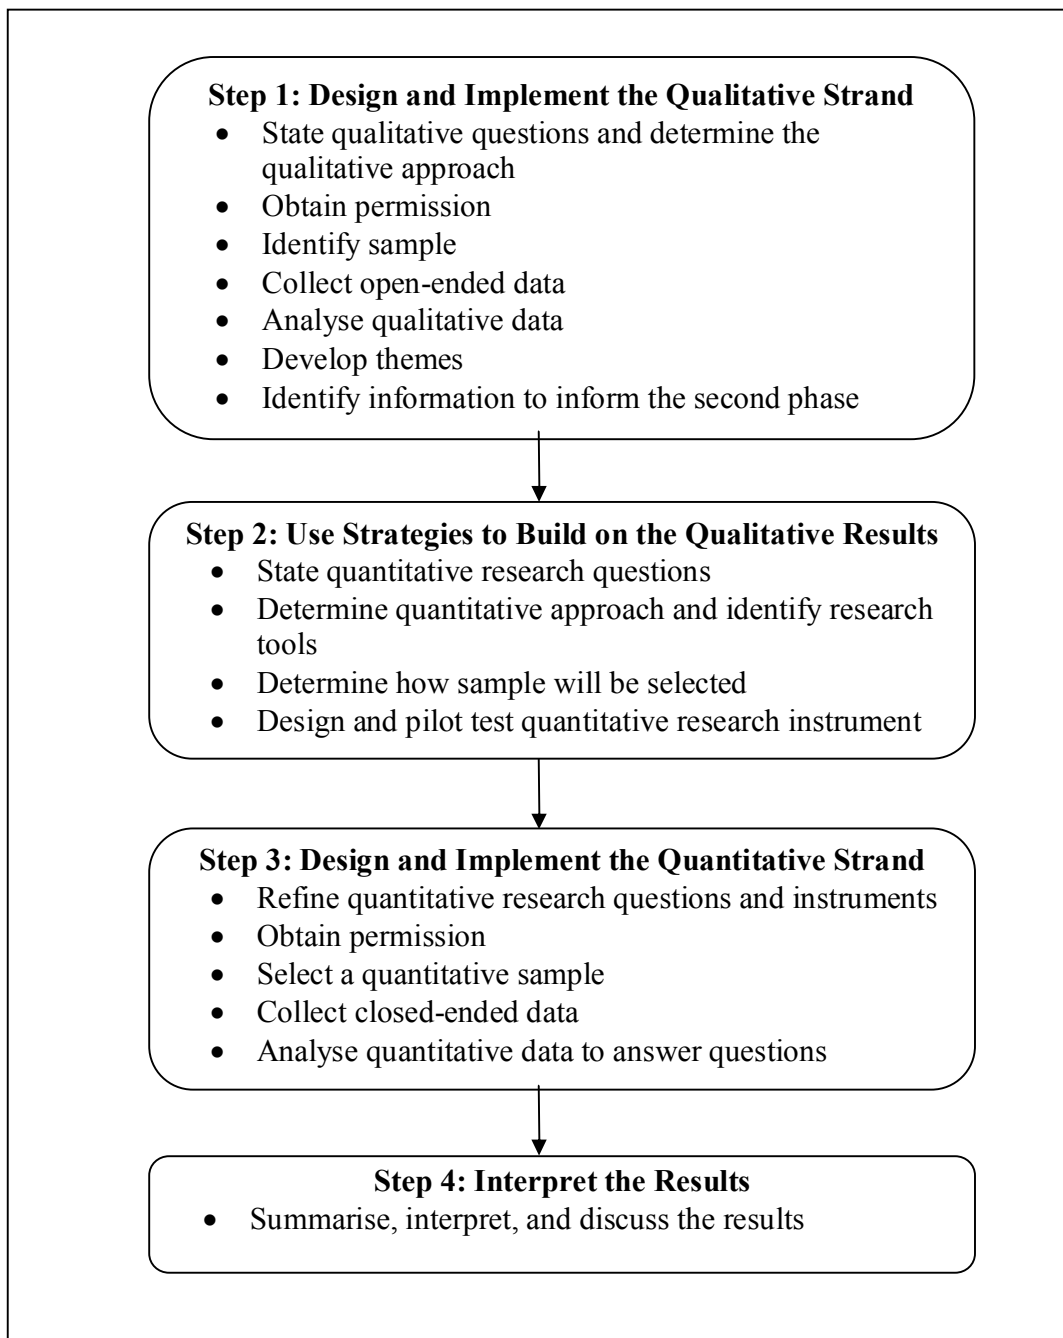 Step 1: Design and Implement the Qualitative Strand
• State qualitative questions and determine the
qualitative approach
• Obtain permission
• Identify sample
• Collect open-ended data
• Analyse qualitative data
• Develop themes
• Identify information to inform the second phase
Step 2: Use Strategies to Build on the Qualitative Results
• State quantitative research questions
• Determine quantitative approach and identify research
tools
• Determine how sample will be selected
• Design and pilot test quantitative research instrument
Step 3: Design and Implement the Quantitative Strand
• Refine quantitative research questions and instruments
• Obtain permission
• Select a quantitative sample
• Collect closed-ended data
• Analyse quantitative data to answer questions
Step 4: Interpret the Results
• Summarise, interpret, and discuss the results